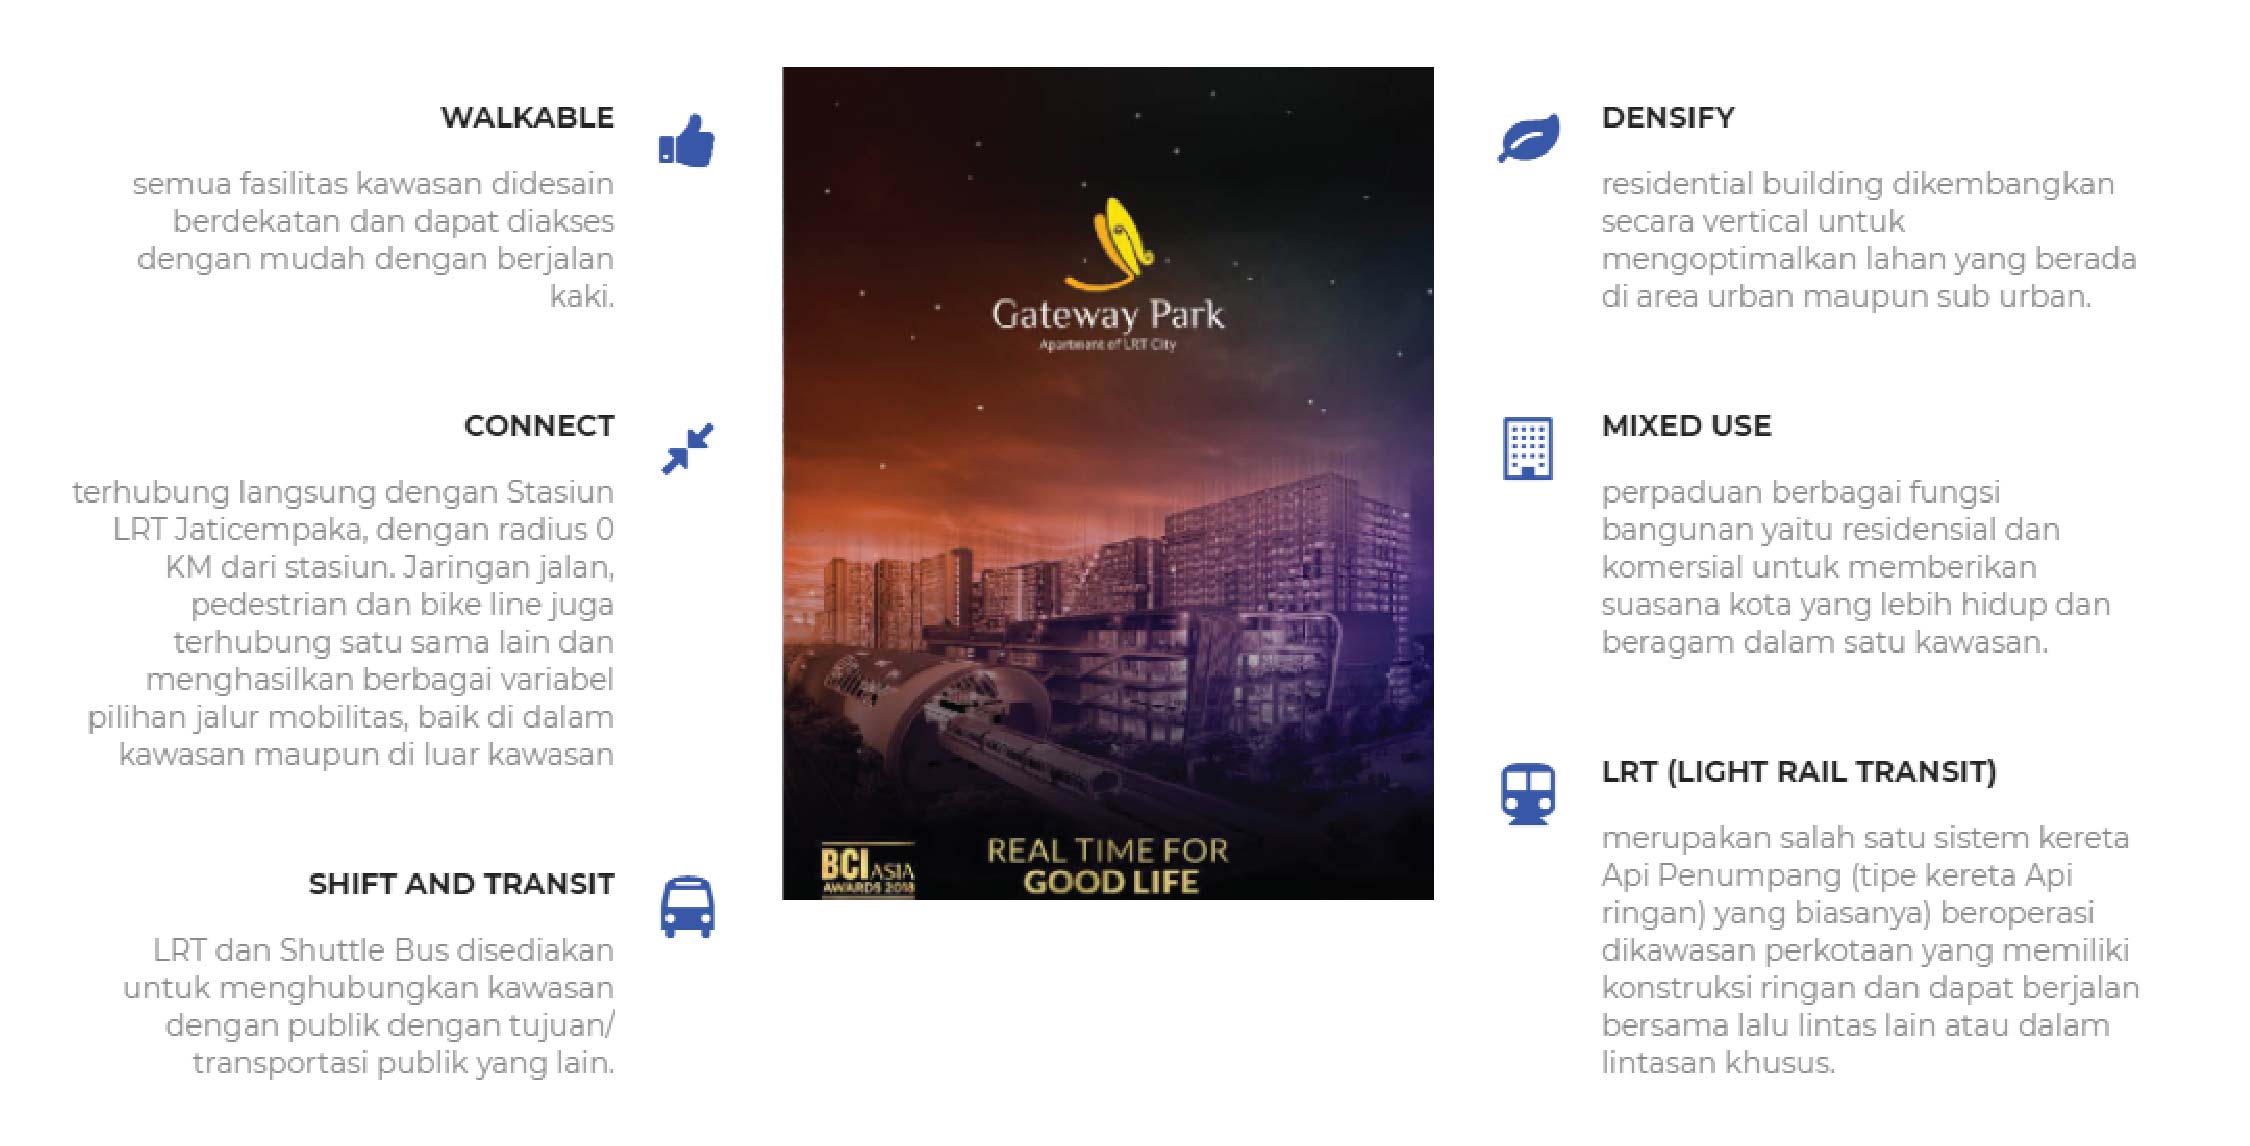 WALKABLE
semua fasilitas kawasan didesain
berdekatan dan dapat diakses
dengan mudah dengan berjalan
kaki.
CONNECT
terhubung langsung dengan Stasiun
LRT Jaticempaka, dengan radius 0
KM dari stasiun. Jaringan jalan,
pedestrian dan bike line juga
terhubung satu sama lain dan
menghasilkan berbagai variabel
pilihan jalur mobilitas, baik di dalam
kawasan maupun di luar kawasan
SHIFT AND TRANSIT
LRT dan Shuttle Bus disediakan
untuk menghubungkan kawasan
dengan publik dengan tujuan/
transportasi publik yang lain.
Gateway Park
Apartment of LRT City
BCI ASIA
AWARDS 2018
REAL TIME FOR
GOOD LIFE
DENSIFY
residential building dikembangkan
secara vertical untuk
mengoptimalkan lahan yang berada
di area urban maupun sub urban.
MIXED USE
perpaduan berbagai fungsi
bangunan yaitu residensial dan
komersial untuk memberikan
suasana kota yang lebih hidup dan
beragam dalam satu kawasan.
LRT (LIGHT RAIL TRANSIT)
merupakan salah satu sistem kereta
Api Penumpang (tipe kereta Api
ringan) yang biasanya) beroperasi
dikawasan perkotaan yang memiliki
konstruksi ringan dan dapat berjalan
bersama lalu lintas lain atau dalam
lintasan khusus.